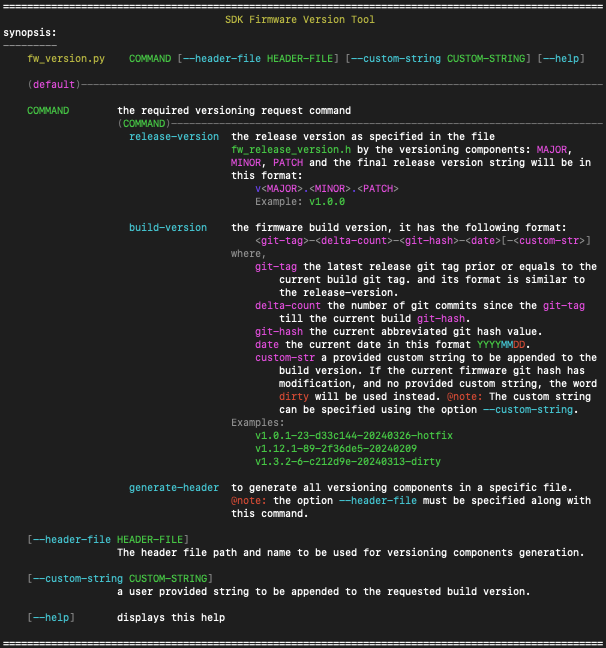 SDK Firmware Version Tool
synopsis:
fw_version.py COMMAND [--header-file HEADER-FILE] [--custom-string CUSTOM-STRING] [--help]
(default)
COMMAND the required versioning request command
(COMMAND)
release-version the release version as specified in the file
fw_release_version.h by the versioning components: MAJOR,
MINOR, PATCH and the final release version string will be in
this format:
v<MAJOR>.<MINOR>.<PATCH>
Example: v1.0.0
build-version the firmware build version, it has the following format:
<git-tag>-<delta-count>-<git-hash>-<date>[-<custom-str>]
where,
git-tag the latest release git tag prior or equals to the
current build git tag. and its format is similar to
the release-version.
delta-count the number of git commits since the git-tag
till the current build git-hash.
git-hash the current abbreviated git hash value.
date the current date in this format YYYYMMDD.
custom-str a provided custom string to be appended to the
build version. If the current firmware git hash has
modification, and no provided custom string, the word
dirty will be used instead. @note: The custom string
can be specified using the option --custom-string.
Examples:
v1.0.1-23-d33c144-20240326-hotfix
v1.12.1-89-2f36de5-20240209
v1.3.2-6-c212d9e-20240313-dirty
generate-header to generate all versioning components in a specific file.
@note: the option --header-file must be specified along with
this command.
[--header-file HEADER-FILE]
The header file path and name to be used for versioning components generation.
[--custom-string CUSTOM-STRING]
a user provided string to be appended to the requested build version.
[--help] displays this help